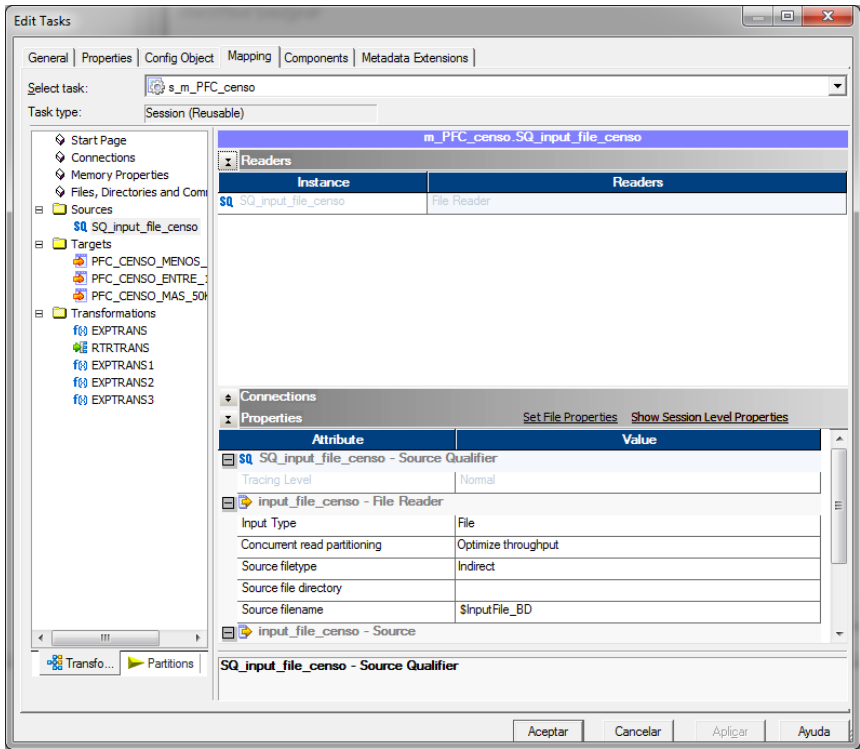 Edit Tasks
General Properties Config Object Mapping Components Metadata Extensions
Select task: s_m_PFC_censo
Task type: Session (Reusable)
Start Page
Connections
Memory Properties
Files, Directories and Com
Sources
SQ SQ_input_file_censo
Targets
PFC_CENSO_MENOS_
PFC_CENSO_ENTRE_1
PFC_CENSO_MAS_50K
Transformations
f(x) EXPTRANS
RTRTRANS
f(x) EXPTRANS1
f(x) EXPTRANS2
f(x) EXPTRANS3
Transfo... Partitions
m_PFC_censo.SQ_input_file_censo
Readers
Instance Readers
SQ SQ_input_file_censo File Reader
Connections
Properties Set File Properties Show Session Level Properties
Attribute Value
SQ SQ_input_file_censo - Source Qualifier
Tracing Level Normal
input_file_censo - File Reader
Input Type File
Concurrent read partitioning Optimize throughput
Source filetype Indirect
Source file directory
Source filename $InputFile_BD
input_file_censo - Source
SQ_input_file_censo - Source Qualifier
Aceptar Cancelar Aplicar Ayuda